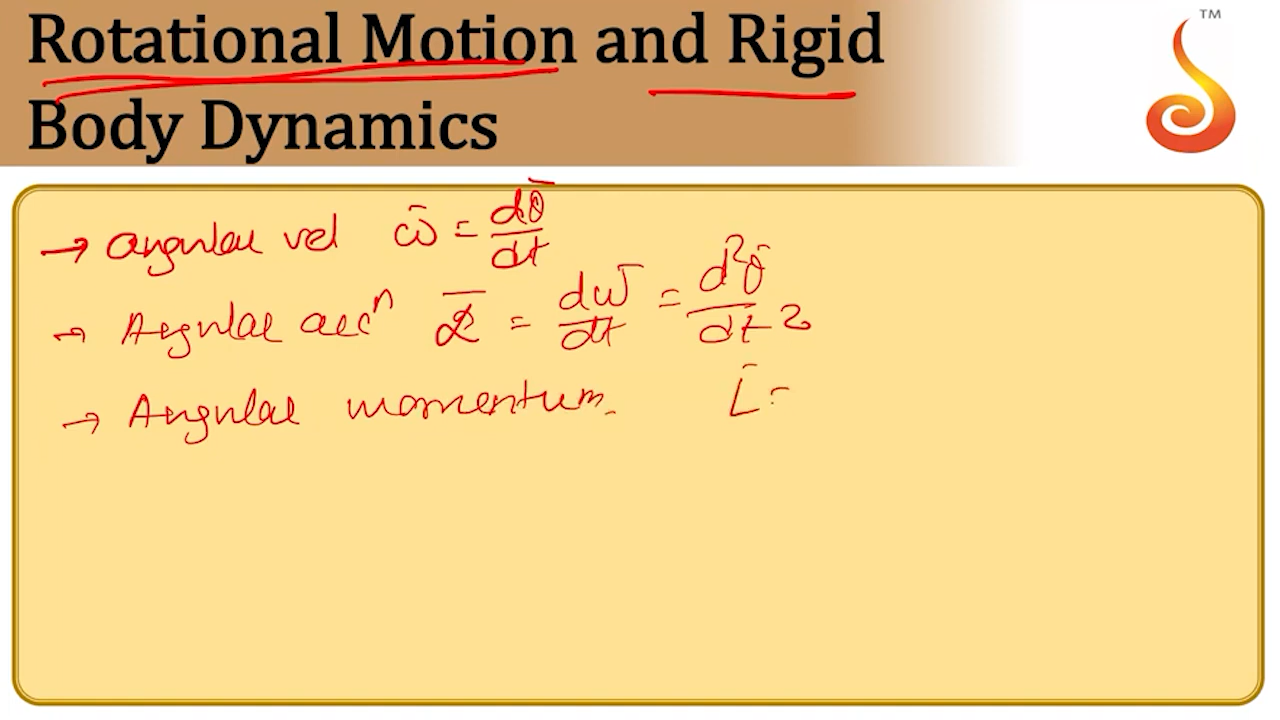 Rotational Motion and Rigid
TM
Body Dynamics
→ Angular vel ω̄ = dθ̄/dt
→ Angular accⁿ ᾱ = dω̄/dt = d²θ̄/dt²
→ Angular momentum. L̄ =